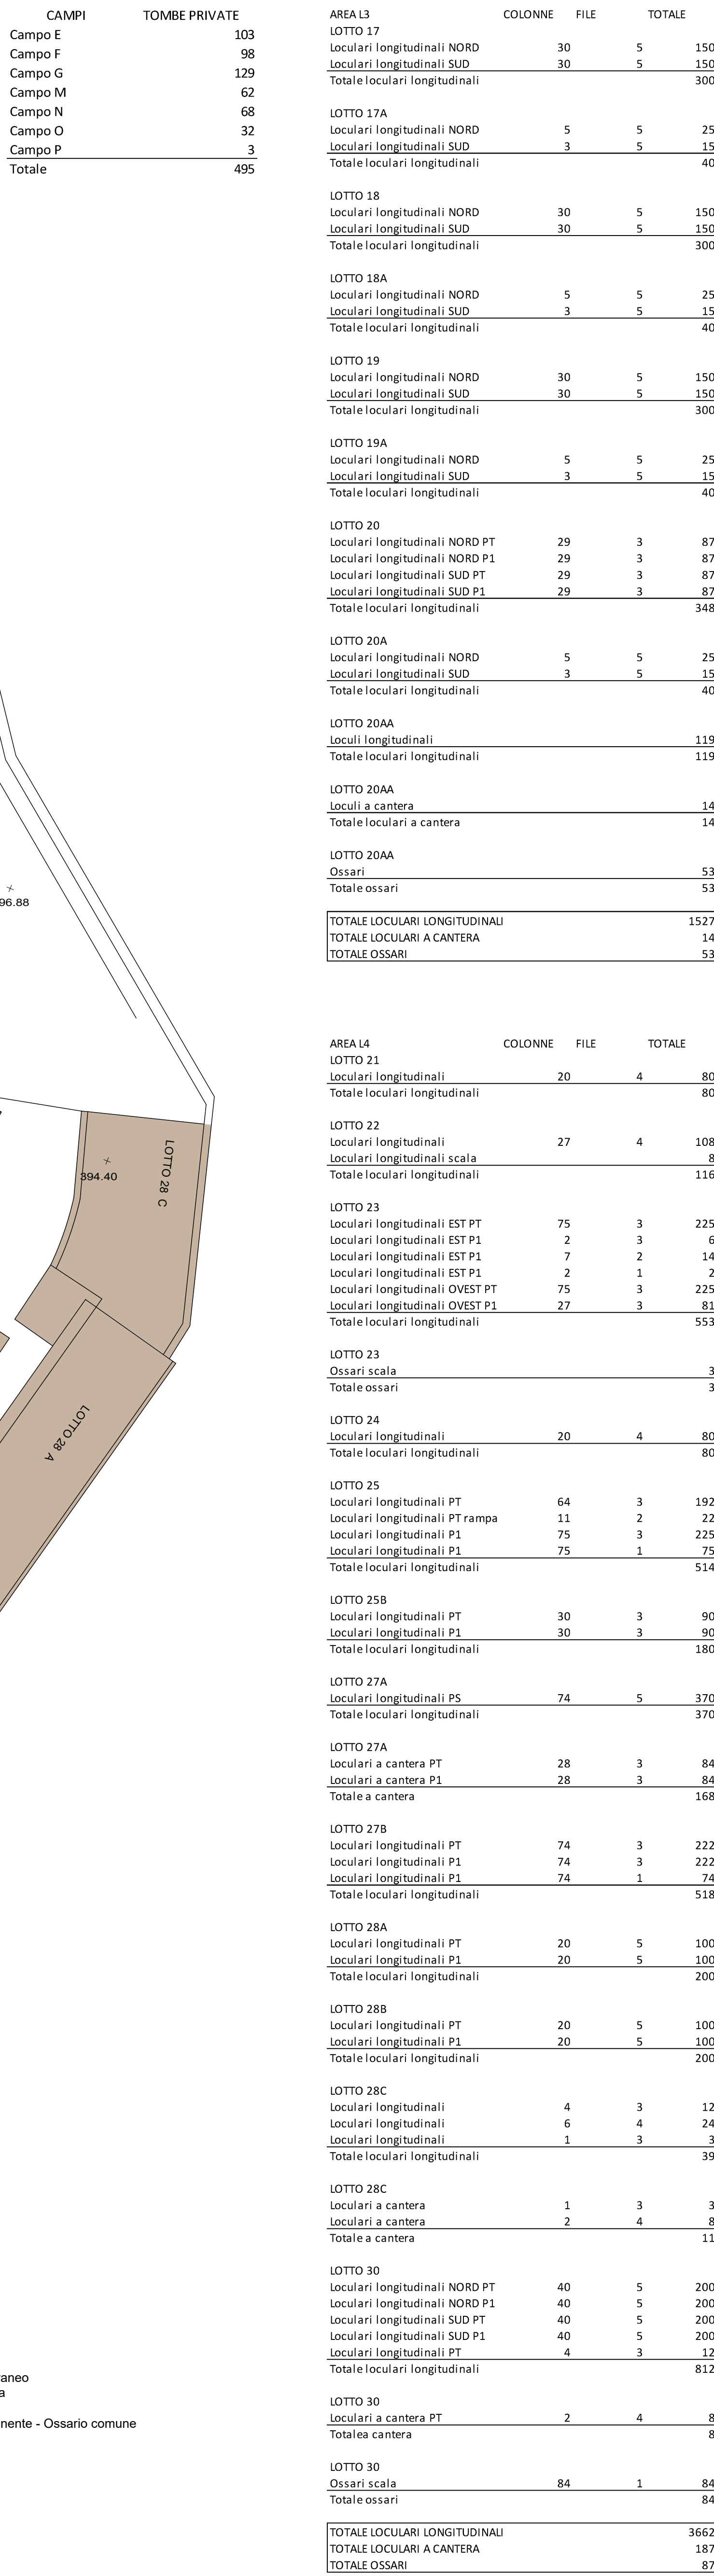 CAMPI TOMBE PRIVATE
Campo E 103
Campo F 98
Campo G 129
Campo M 62
Campo N 68
Campo O 32
Campo P 3
Totale 495
96.88
394.40
LOTTO 28 C
LOTTO 28 A
raneo
a
nente - Ossario comune
AREA L3 COLONNE FILE TOTALE
LOTTO 17
Loculari longitudinali NORD 30 5 150
Loculari longitudinali SUD 30 5 150
Totale loculari longitudinali 300
LOTTO 17A
Loculari longitudinali NORD 5 5 25
Loculari longitudinali SUD 3 5 15
Totale loculari longitudinali 40
LOTTO 18
Loculari longitudinali NORD 30 5 150
Loculari longitudinali SUD 30 5 150
Totale loculari longitudinali 300
LOTTO 18A
Loculari longitudinali NORD 5 5 25
Loculari longitudinali SUD 3 5 15
Totale loculari longitudinali 40
LOTTO 19
Loculari longitudinali NORD 30 5 150
Loculari longitudinali SUD 30 5 150
Totale loculari longitudinali 300
LOTTO 19A
Loculari longitudinali NORD 5 5 25
Loculari longitudinali SUD 3 5 15
Totale loculari longitudinali 40
LOTTO 20
Loculari longitudinali NORD PT 29 3 87
Loculari longitudinali NORD P1 29 3 87
Loculari longitudinali SUD PT 29 3 87
Loculari longitudinali SUD P1 29 3 87
Totale loculari longitudinali 348
LOTTO 20A
Loculari longitudinali NORD 5 5 25
Loculari longitudinali SUD 3 5 15
Totale loculari longitudinali 40
LOTTO 20AA
Loculi longitudinali 119
Totale loculari longitudinali 119
LOTTO 20AA
Loculi a cantera 14
Totale loculari a cantera 14
LOTTO 20AA
Ossari 53
Totale ossari 53
TOTALE LOCULARI LONGITUDINALI 1527
TOTALE LOCULARI A CANTERA 14
TOTALE OSSARI 53
AREA L4 COLONNE FILE TOTALE
LOTTO 21
Loculari longitudinali 20 4 80
Totale loculari longitudinali 80
LOTTO 22
Loculari longitudinali 27 4 108
Loculari longitudinali scala 8
Totale loculari longitudinali 116
LOTTO 23
Loculari longitudinali EST PT 75 3 225
Loculari longitudinali EST P1 2 3 6
Loculari longitudinali EST P1 7 2 14
Loculari longitudinali EST P1 2 1 2
Loculari longitudinali OVEST PT 75 3 225
Loculari longitudinali OVEST P1 27 3 81
Totale loculari longitudinali 553
LOTTO 23
Ossari scala 3
Totale ossari 3
LOTTO 24
Loculari longitudinali 20 4 80
Totale loculari longitudinali 80
LOTTO 25
Loculari longitudinali PT 64 3 192
Loculari longitudinali PT rampa 11 2 22
Loculari longitudinali P1 75 3 225
Loculari longitudinali P1 75 1 75
Totale loculari longitudinali 514
LOTTO 25B
Loculari longitudinali PT 30 3 90
Loculari longitudinali P1 30 3 90
Totale loculari longitudinali 180
LOTTO 27A
Loculari longitudinali PS 74 5 370
Totale loculari longitudinali 370
LOTTO 27A
Loculari a cantera PT 28 3 84
Loculari a cantera P1 28 3 84
Totale a cantera 168
LOTTO 27B
Loculari longitudinali PT 74 3 222
Loculari longitudinali P1 74 3 222
Loculari longitudinali P1 74 1 74
Totale loculari longitudinali 518
LOTTO 28A
Loculari longitudinali PT 20 5 100
Loculari longitudinali P1 20 5 100
Totale loculari longitudinali 200
LOTTO 28B
Loculari longitudinali PT 20 5 100
Loculari longitudinali P1 20 5 100
Totale loculari longitudinali 200
LOTTO 28C
Loculari longitudinali 4 3 12
Loculari longitudinali 6 4 24
Loculari longitudinali 1 3 3
Totale loculari longitudinali 39
LOTTO 28C
Loculari a cantera 1 3 3
Loculari a cantera 2 4 8
Totale a cantera 11
LOTTO 30
Loculari longitudinali NORD PT 40 5 200
Loculari longitudinali NORD P1 40 5 200
Loculari longitudinali SUD PT 40 5 200
Loculari longitudinali SUD P1 40 5 200
Loculari longitudinali PT 4 3 12
Totale loculari longitudinali 812
LOTTO 30
Loculari a cantera PT 2 4 8
Totalea cantera 8
LOTTO 30
Ossari scala 84 1 84
Totale ossari 84
TOTALE LOCULARI LONGITUDINALI 3662
TOTALE LOCULARI A CANTERA 187
TOTALE OSSARI 87